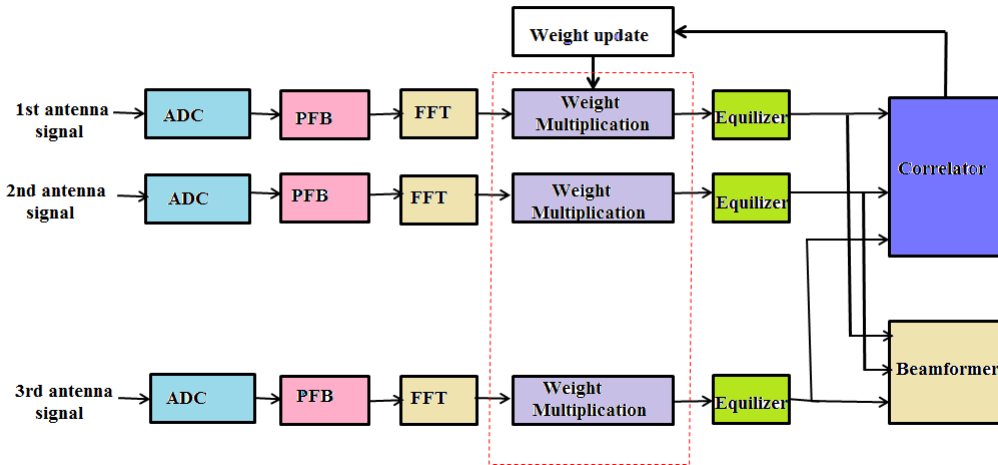 Weight update
1st antenna
signal
ADC
PFB
FFT
Weight
Multiplication
Equilizer
Correlator
2nd antenna
signal
ADC
PFB
FFT
Weight
Multiplication
Equilizer
3rd antenna
signal
ADC
PFB
FFT
Weight
Multiplication
Equilizer
Beamformer